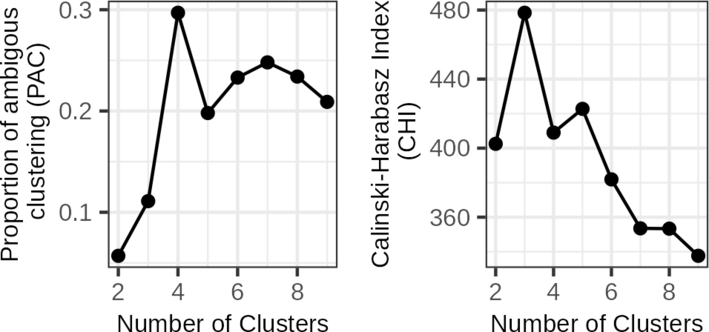 Proportion of ambigous
clustering (PAC)
0.3
0.2
0.1
2 4 6 8
Number of Clusters
Calinski-Harabasz Index
(CHI)
480
440
400
360
2 4 6 8
Number of Clusters